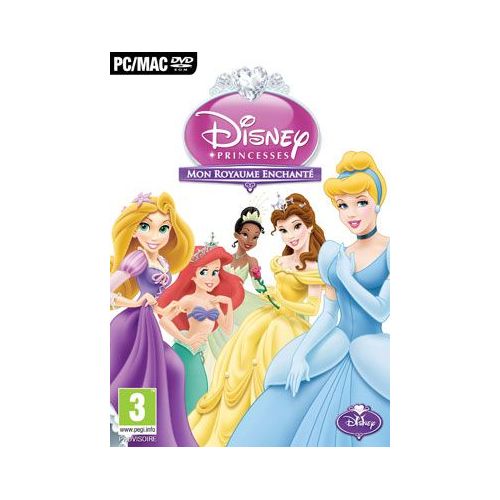 PC/MAC DVD
ROM
Disney
PRINCESSES
MON ROYAUME ENCHANTÉ
3
www.pegi.info
PROVISOIRE
Disney